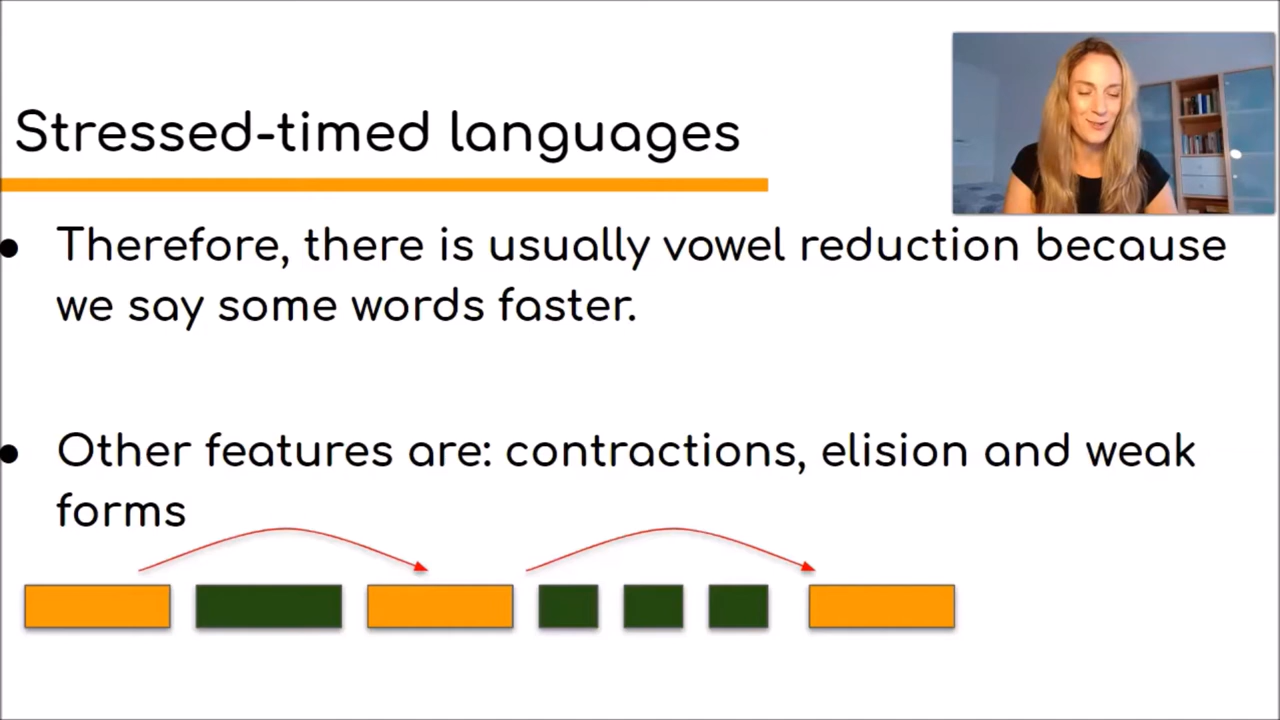 Stressed-timed languages
● Therefore, there is usually vowel reduction because
we say some words faster.
● Other features are: contractions, elision and weak
forms